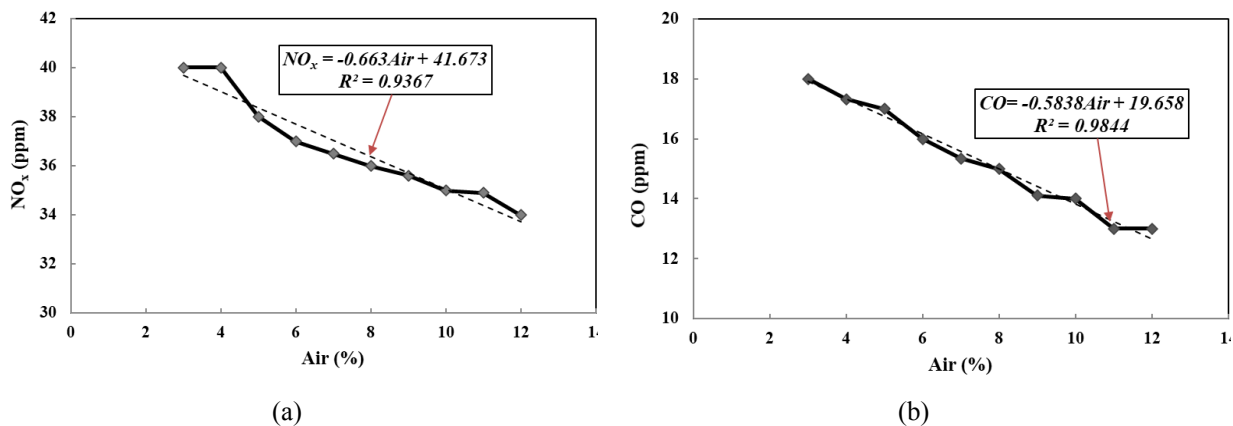 42
40
38
36
34
32
30
0
2
4
6
8
10
12
14
NOx (ppm)
Air (%)
NOx = -0.663Air + 41.673
R² = 0.9367
(a)
20
18
16
14
12
10
0
2
4
6
8
10
12
14
CO (ppm)
Air (%)
CO= -0.5838Air + 19.658
R² = 0.9844
(b)